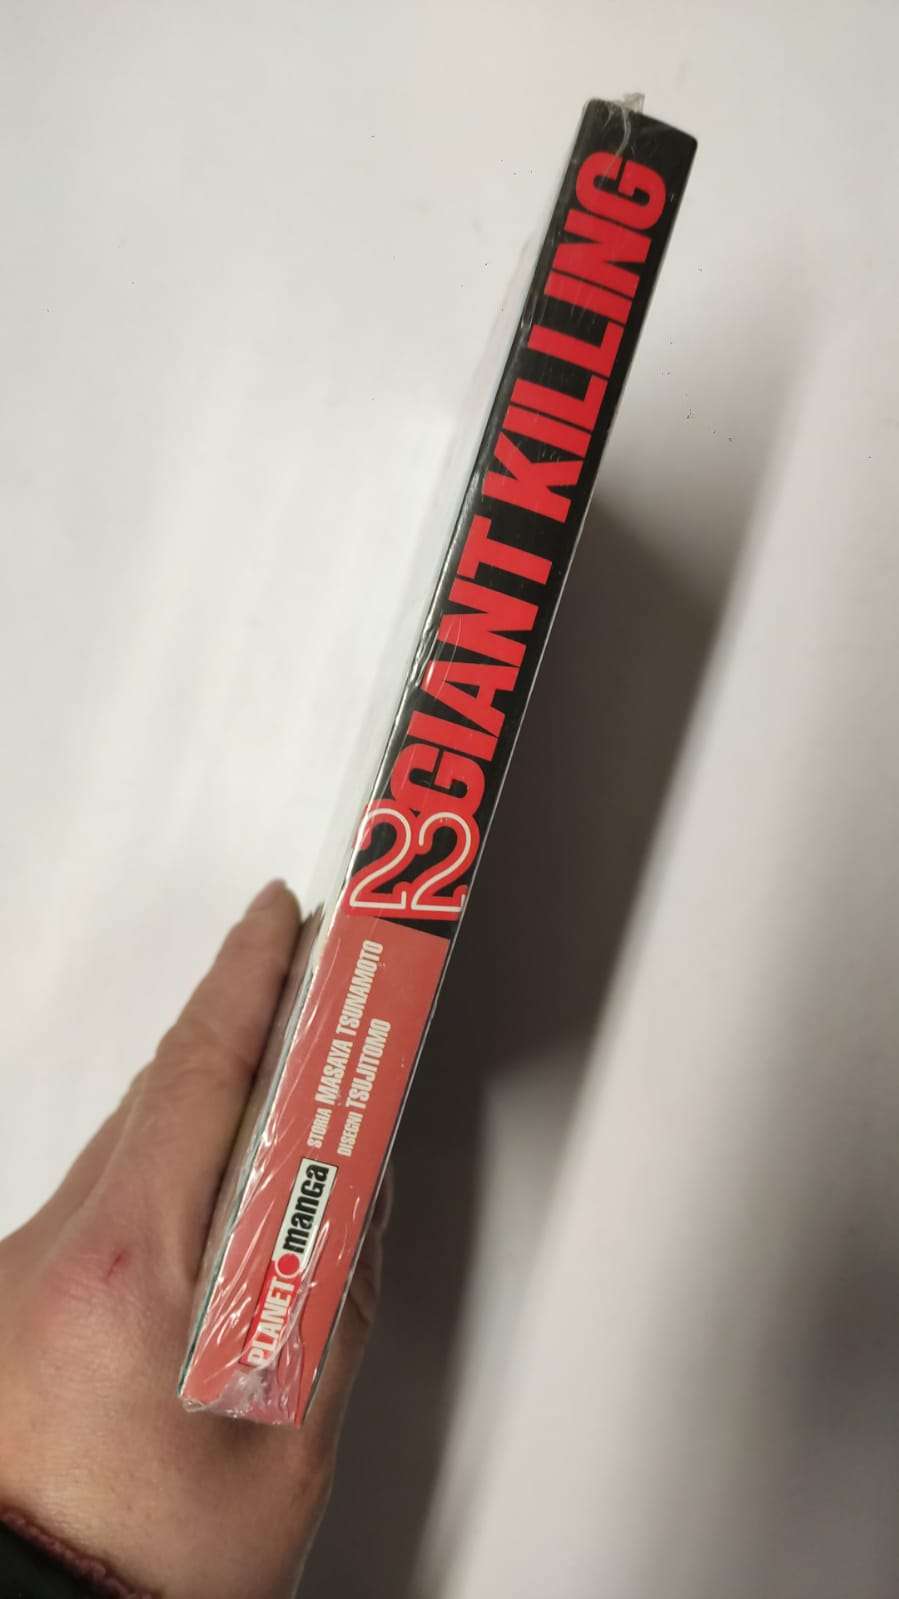 GIANT KILLING
22
STORIA MASAYA TSUNAMOTO
DISEGNI TSUJITOMO
PLANET manga